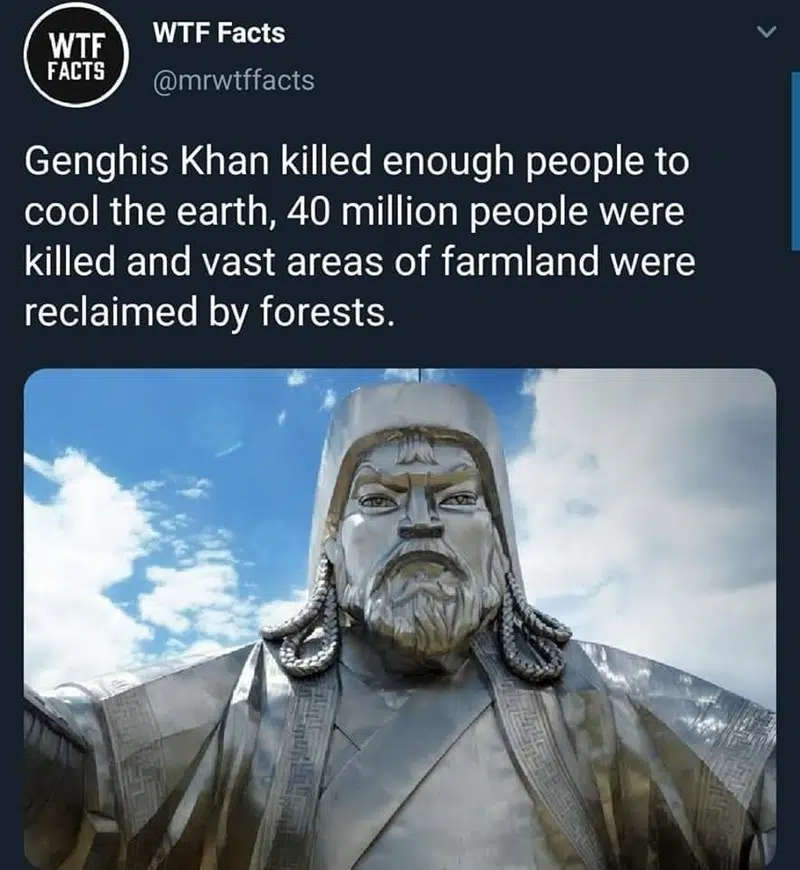 WTF
FACTS
WTF Facts
@mrwtffacts
Genghis Khan killed enough people to
cool the earth, 40 million people were
killed and vast areas of farmland were
reclaimed by forests.